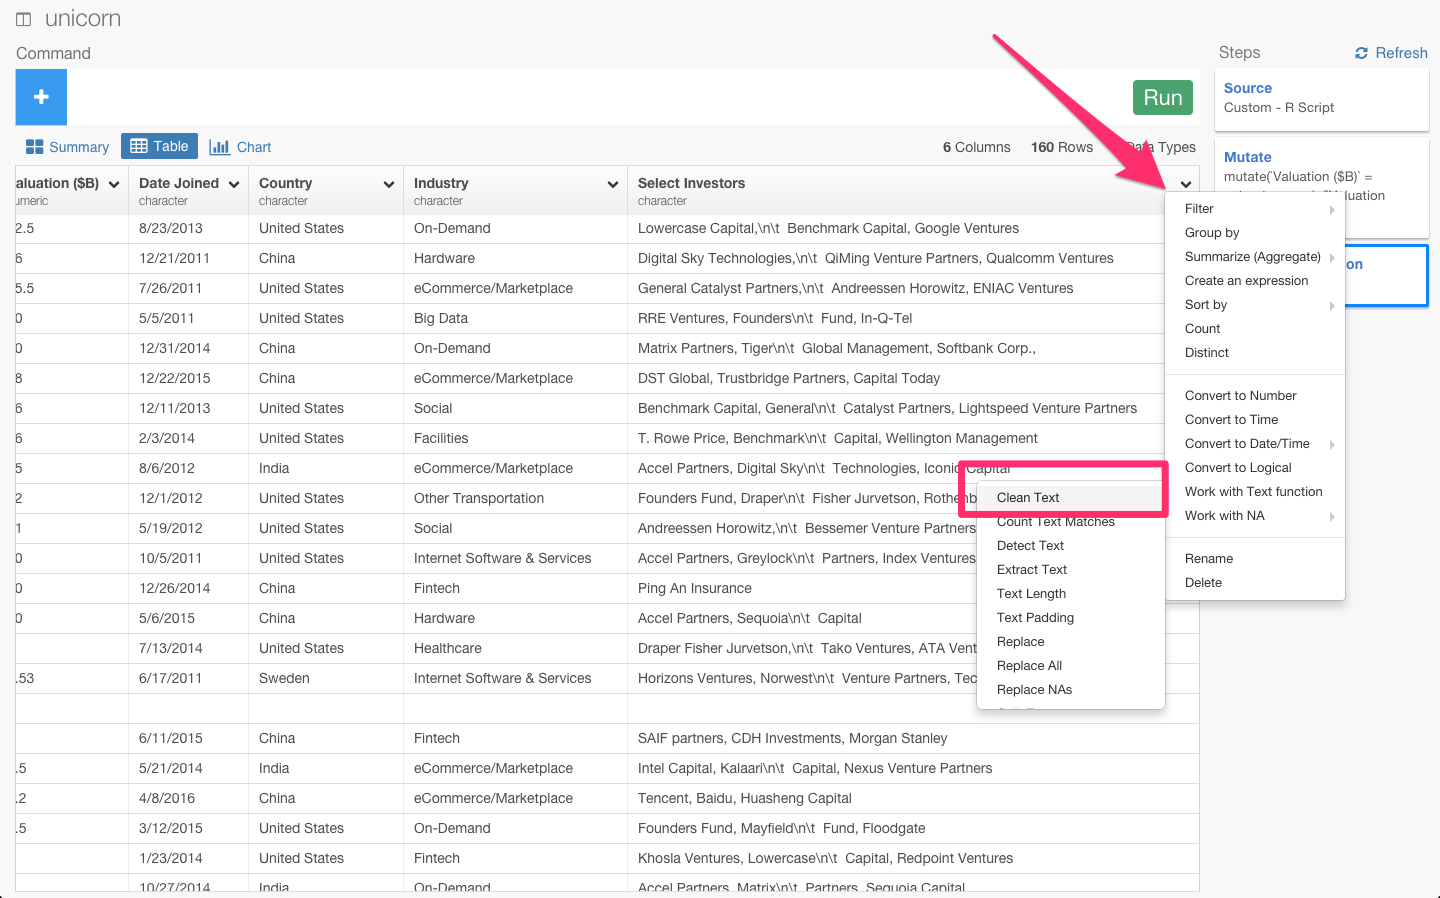 unicorn
Command
+
Run
Summary Table Chart 6 Columns 160 Rows Data Types
aluation ($B) Date Joined Country Industry Select Investors
umeric character character character character
2.5 8/23/2013 United States On-Demand Lowercase Capital,\n\t Benchmark Capital, Google Ventures
6 12/21/2011 China Hardware Digital Sky Technologies,\n\t QiMing Venture Partners, Qualcomm Ventures
5.5 7/26/2011 United States eCommerce/Marketplace General Catalyst Partners,\n\t Andreessen Horowitz, ENIAC Ventures
0 5/5/2011 United States Big Data RRE Ventures, Founders\n\t Fund, In-Q-Tel
0 12/31/2014 China On-Demand Matrix Partners, Tiger\n\t Global Management, Softbank Corp.,
8 12/22/2015 China eCommerce/Marketplace DST Global, Trustbridge Partners, Capital Today
6 12/11/2013 United States Social Benchmark Capital, General\n\t Catalyst Partners, Lightspeed Venture Partners
6 2/3/2014 United States Facilities T. Rowe Price, Benchmark\n\t Capital, Wellington Management
5 8/6/2012 India eCommerce/Marketplace Accel Partners, Digital Sky\n\t Technologies, Iconiq Capital
2 12/1/2012 United States Other Transportation Founders Fund, Draper\n\t Fisher Jurvetson, Rothenb
1 5/19/2012 United States Social Andreessen Horowitz,\n\t Bessemer Venture Partners
0 10/5/2011 United States Internet Software & Services Accel Partners, Greylock\n\t Partners, Index Ventures
0 12/26/2014 China Fintech Ping An Insurance
0 5/6/2015 China Hardware Accel Partners, Sequoia\n\t Capital
7/13/2014 United States Healthcare Draper Fisher Jurvetson,\n\t Tako Ventures, ATA Vent
.53 6/17/2011 Sweden Internet Software & Services Horizons Ventures, Norwest\n\t Venture Partners, Tec
6/11/2015 China Fintech SAIF partners, CDH Investments, Morgan Stanley
.5 5/21/2014 India eCommerce/Marketplace Intel Capital, Kalaari\n\t Capital, Nexus Venture Partners
.2 4/8/2016 China eCommerce/Marketplace Tencent, Baidu, Huasheng Capital
.5 3/12/2015 United States On-Demand Founders Fund, Mayfield\n\t Fund, Floodgate
1/23/2014 United States Fintech Khosla Ventures, Lowercase\n\t Capital, Redpoint Ventures
10/27/2014 India On-Demand Accel Partners, Matrix\n\t Partners, Sequoia Capital
Clean Text
Count Text Matches
Detect Text
Extract Text
Text Length
Text Padding
Replace
Replace All
Replace NAs
Filter
Group by
Summarize (Aggregate)
Create an expression
Sort by
Count
Distinct
Convert to Number
Convert to Time
Convert to Date/Time
Convert to Logical
Work with Text function
Work with NA
Rename
Delete
Steps Refresh
Source
Custom - R Script
Mutate
mutate(`Valuation ($B)` =
Valuation
on